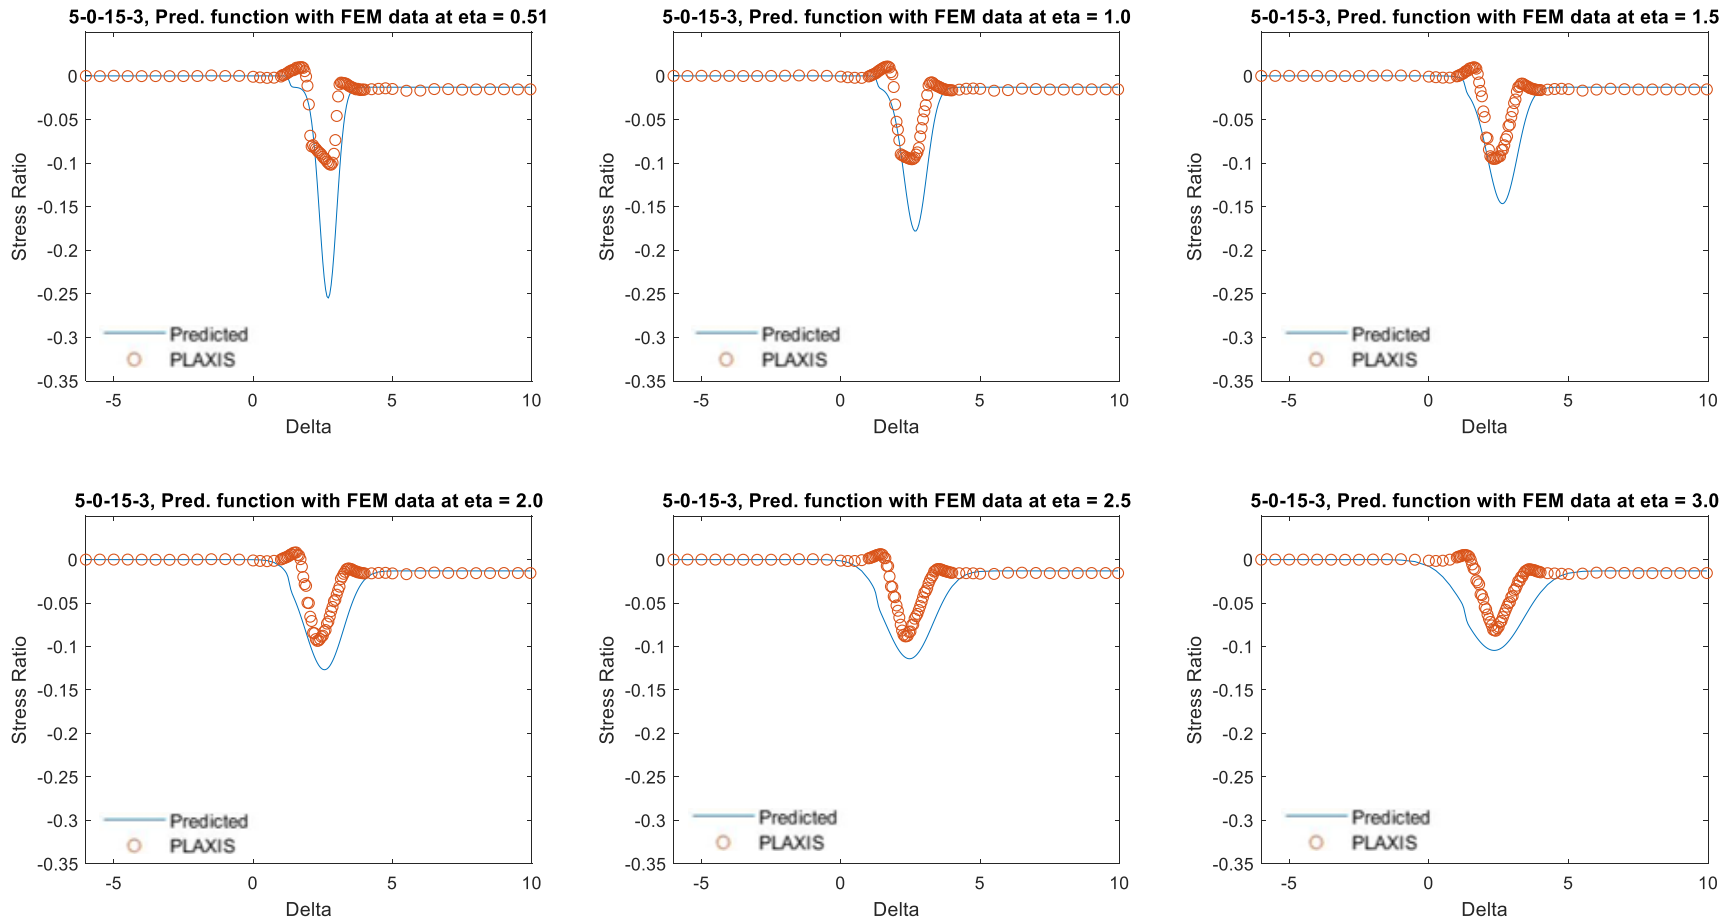 5-0-15-3, Pred. function with FEM data at eta = 0.51
0
-0.05
-0.1
-0.15
-0.2
-0.25
-0.3
-0.35
Stress Ratio
Predicted
PLAXIS
-5
0
5
10
Delta
5-0-15-3, Pred. function with FEM data at eta = 1.0
0
-0.05
-0.1
-0.15
-0.2
-0.25
-0.3
-0.35
Stress Ratio
Predicted
PLAXIS
-5
0
5
10
Delta
5-0-15-3, Pred. function with FEM data at eta = 1.5
0
-0.05
-0.1
-0.15
-0.2
-0.25
-0.3
-0.35
Stress Ratio
Predicted
PLAXIS
-5
0
5
10
Delta
5-0-15-3, Pred. function with FEM data at eta = 2.0
0
-0.05
-0.1
-0.15
-0.2
-0.25
-0.3
-0.35
Stress Ratio
Predicted
PLAXIS
-5
0
5
10
Delta
5-0-15-3, Pred. function with FEM data at eta = 2.5
0
-0.05
-0.1
-0.15
-0.2
-0.25
-0.3
-0.35
Stress Ratio
Predicted
PLAXIS
-5
0
5
10
Delta
5-0-15-3, Pred. function with FEM data at eta = 3.0
0
-0.05
-0.1
-0.15
-0.2
-0.25
-0.3
-0.35
Stress Ratio
Predicted
PLAXIS
-5
0
5
10
Delta